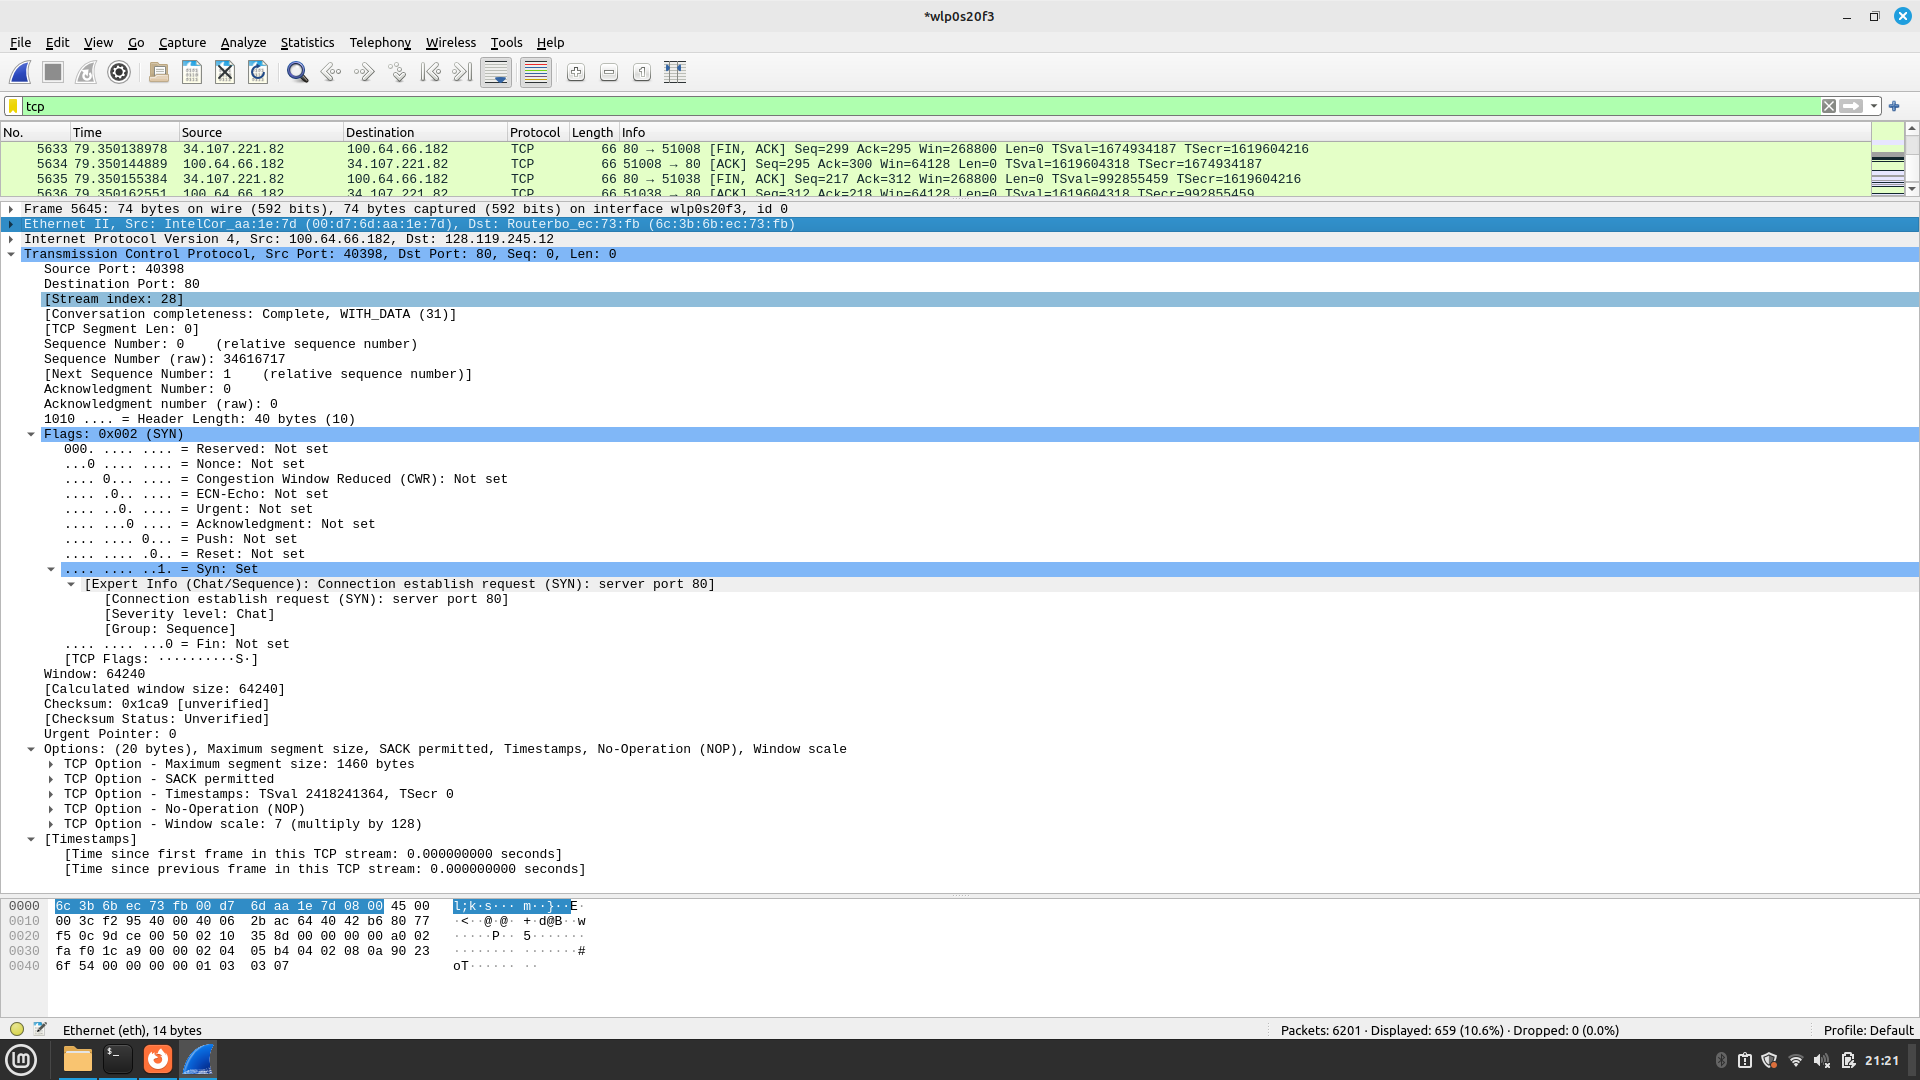 *wlp0s20f3
File Edit View Go Capture Analyze Statistics Telephony Wireless Tools Help
tcp
No. Time Source Destination Protocol Length Info
5633 79.350138978 34.107.221.82 100.64.66.182 TCP 66 80 → 51008 [FIN, ACK] Seq=299 Ack=295 Win=268800 Len=0 TSval=1674934187 TSecr=1619604216
5634 79.350144889 100.64.66.182 34.107.221.82 TCP 66 51008 → 80 [ACK] Seq=295 Ack=300 Win=64128 Len=0 TSval=1619604318 TSecr=1674934187
5635 79.350155384 34.107.221.82 100.64.66.182 TCP 66 80 → 51038 [FIN, ACK] Seq=217 Ack=312 Win=268800 Len=0 TSval=992855459 TSecr=1619604216
5636 79.350162551 100.64.66.182 34.107.221.82 TCP 66 51038 → 80 [ACK] Seq=312 Ack=218 Win=64128 Len=0 TSval=1619604318 TSecr=992855459
Frame 5645: 74 bytes on wire (592 bits), 74 bytes captured (592 bits) on interface wlp0s20f3, id 0
Ethernet II, Src: IntelCor_aa:1e:7d (00:d7:6d:aa:1e:7d), Dst: Routerbo_ec:73:fb (6c:3b:6b:ec:73:fb)
Internet Protocol Version 4, Src: 100.64.66.182, Dst: 128.119.245.12
Transmission Control Protocol, Src Port: 40398, Dst Port: 80, Seq: 0, Len: 0
Source Port: 40398
Destination Port: 80
[Stream index: 28]
[Conversation completeness: Complete, WITH_DATA (31)]
[TCP Segment Len: 0]
Sequence Number: 0    (relative sequence number)
Sequence Number (raw): 34616717
[Next Sequence Number: 1    (relative sequence number)]
Acknowledgment Number: 0
Acknowledgment number (raw): 0
1010 .... = Header Length: 40 bytes (10)
Flags: 0x002 (SYN)
000. .... .... = Reserved: Not set
...0 .... .... = Nonce: Not set
.... 0... .... = Congestion Window Reduced (CWR): Not set
.... .0.. .... = ECN-Echo: Not set
.... ..0. .... = Urgent: Not set
.... ...0 .... = Acknowledgment: Not set
.... .... 0... = Push: Not set
.... .... .0.. = Reset: Not set
.... .... ..1. = Syn: Set
[Expert Info (Chat/Sequence): Connection establish request (SYN): server port 80]
[Connection establish request (SYN): server port 80]
[Severity level: Chat]
[Group: Sequence]
.... .... ...0 = Fin: Not set
[TCP Flags: ··········S·]
Window: 64240
[Calculated window size: 64240]
Checksum: 0x1ca9 [unverified]
[Checksum Status: Unverified]
Urgent Pointer: 0
Options: (20 bytes), Maximum segment size, SACK permitted, Timestamps, No-Operation (NOP), Window scale
TCP Option - Maximum segment size: 1460 bytes
TCP Option - SACK permitted
TCP Option - Timestamps: TSval 2418241364, TSecr 0
TCP Option - No-Operation (NOP)
TCP Option - Window scale: 7 (multiply by 128)
[Timestamps]
[Time since first frame in this TCP stream: 0.000000000 seconds]
[Time since previous frame in this TCP stream: 0.000000000 seconds]
0000 6c 3b 6b ec 73 fb 00 d7 6d aa 1e 7d 08 00 45 00 l;k·s··· m··}··E·
0010 00 3c f2 95 40 00 40 06 2b ac 64 40 42 b6 80 77 ·<··@·@· +·d@B··w
0020 f5 0c 9d ce 00 50 02 10 35 8d 00 00 00 00 a0 02 ·····P·· 5·······
0030 fa f0 1c a9 00 00 02 04 05 b4 04 02 08 0a 90 23 ········ ·······#
0040 6f 54 00 00 00 00 01 03 03 07 oT······ ··
Ethernet (eth), 14 bytes Packets: 6201 · Displayed: 659 (10.6%) · Dropped: 0 (0.0%) Profile: Default
21:21